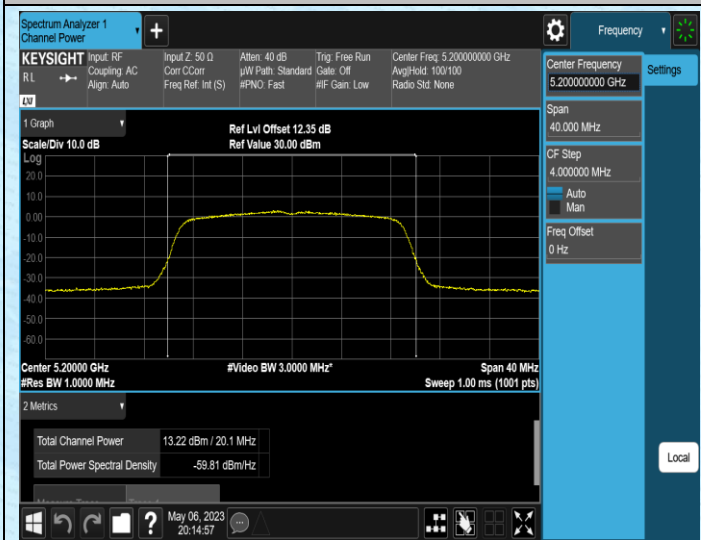 Spectrum Analyzer 1
Channel Power
Frequency
KEYSIGHT
RL
LXI
Input: RF
Coupling: AC
Align: Auto
Input Z: 50 Ω
Corr CCorr
Freq Ref: Int (S)
Atten: 40 dB
µW Path: Standard
#PNO: Fast
Trig: Free Run
Gate: Off
#IF Gain: Low
Center Freq: 5.200000000 GHz
Avg|Hold: 100/100
Radio Std: None
Center Frequency
5.200000000 GHz
Settings
Span
40.000 MHz
CF Step
4.000000 MHz
Auto
Man
Freq Offset
0 Hz
1 Graph
Scale/Div 10.0 dB
Ref Lvl Offset 12.35 dB
Ref Value 30.00 dBm
Log
20.0
10.0
0.00
-10.0
-20.0
-30.0
-40.0
-50.0
-60.0
Center 5.20000 GHz
#Video BW 3.0000 MHz*
Span 40 MHz
#Res BW 1.0000 MHz
Sweep 1.00 ms (1001 pts)
2 Metrics
Total Channel Power 13.22 dBm / 20.1 MHz
Total Power Spectral Density -59.81 dBm/Hz
Local
?
May 06, 2023
20:14:57